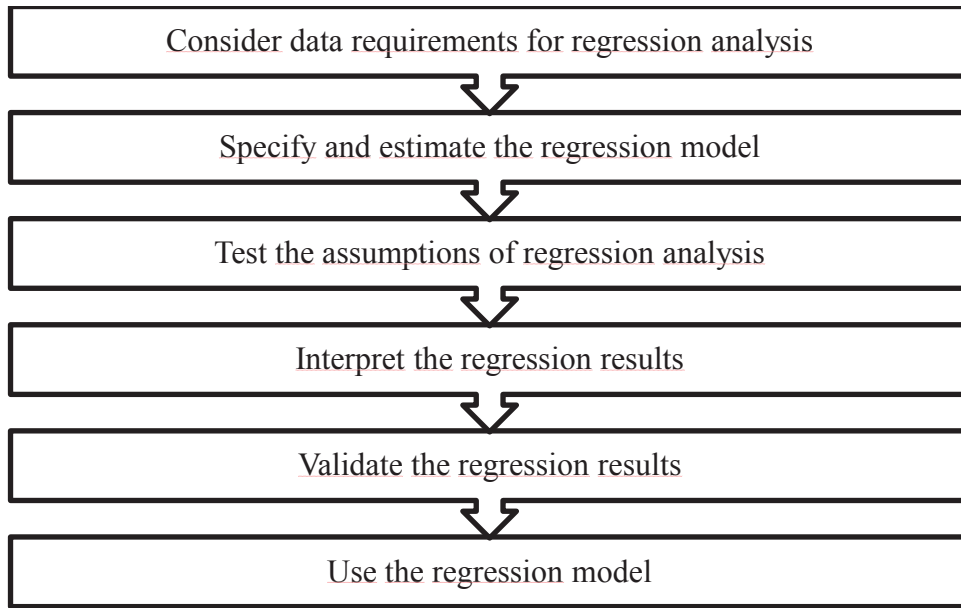 Consider data requirements for regression analysis
Specify and estimate the regression model
Test the assumptions of regression analysis
Interpret the regression results
Validate the regression results
Use the regression model